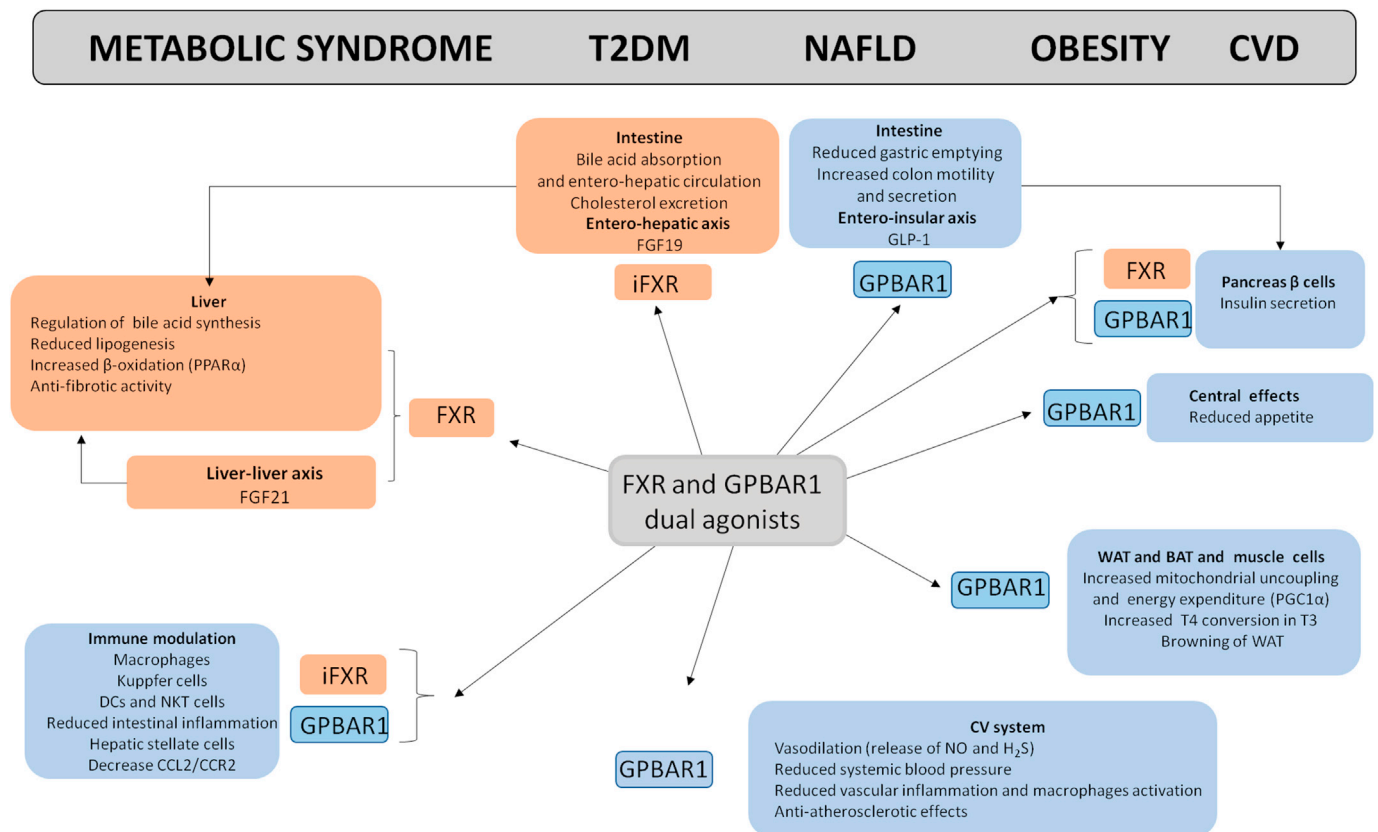 METABOLIC SYNDROME T2DM NAFLD OBESITY CVD
Intestine
Bile acid absorption
and entero-hepatic circulation
Cholesterol excretion
Entero-hepatic axis
FGF19
iFXR
Intestine
Reduced gastric emptying
Increased colon motility
and secretion
Entero-insular axis
GLP-1
GPBAR1
FXR
GPBAR1
Pancreas β cells
Insulin secretion
Liver
Regulation of bile acid synthesis
Reduced lipogenesis
Increased β-oxidation (PPARα)
Anti-fibrotic activity
FXR
Liver-liver axis
FGF21
GPBAR1
Central effects
Reduced appetite
FXR and GPBAR1
dual agonists
GPBAR1
WAT and BAT and muscle cells
Increased mitochondrial uncoupling
and energy expenditure (PGC1α)
Increased T4 conversion in T3
Browning of WAT
Immune modulation
Macrophages
Kuppfer cells
DCs and NKT cells
Reduced intestinal inflammation
Hepatic stellate cells
Decrease CCL2/CCR2
iFXR
GPBAR1
GPBAR1
CV system
Vasodilation (release of NO and H₂S)
Reduced systemic blood pressure
Reduced vascular inflammation and macrophages activation
Anti-atherosclerotic effects